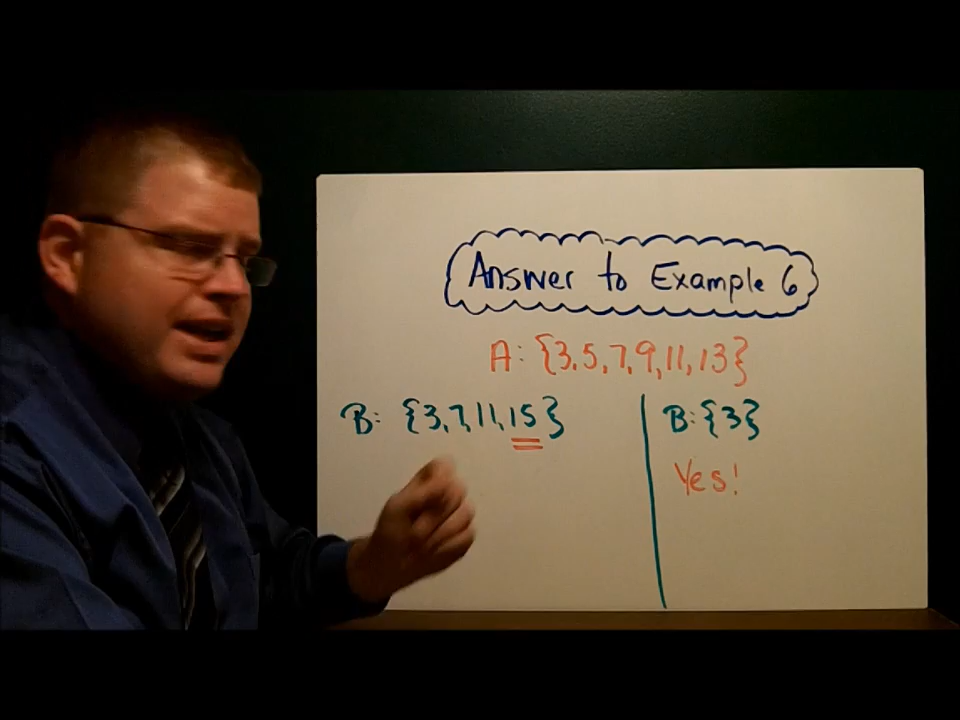 Answer to Example 6
A: {3,5,7,9,11,13}
B: {3,7,11,15}
B: {3}
Yes!